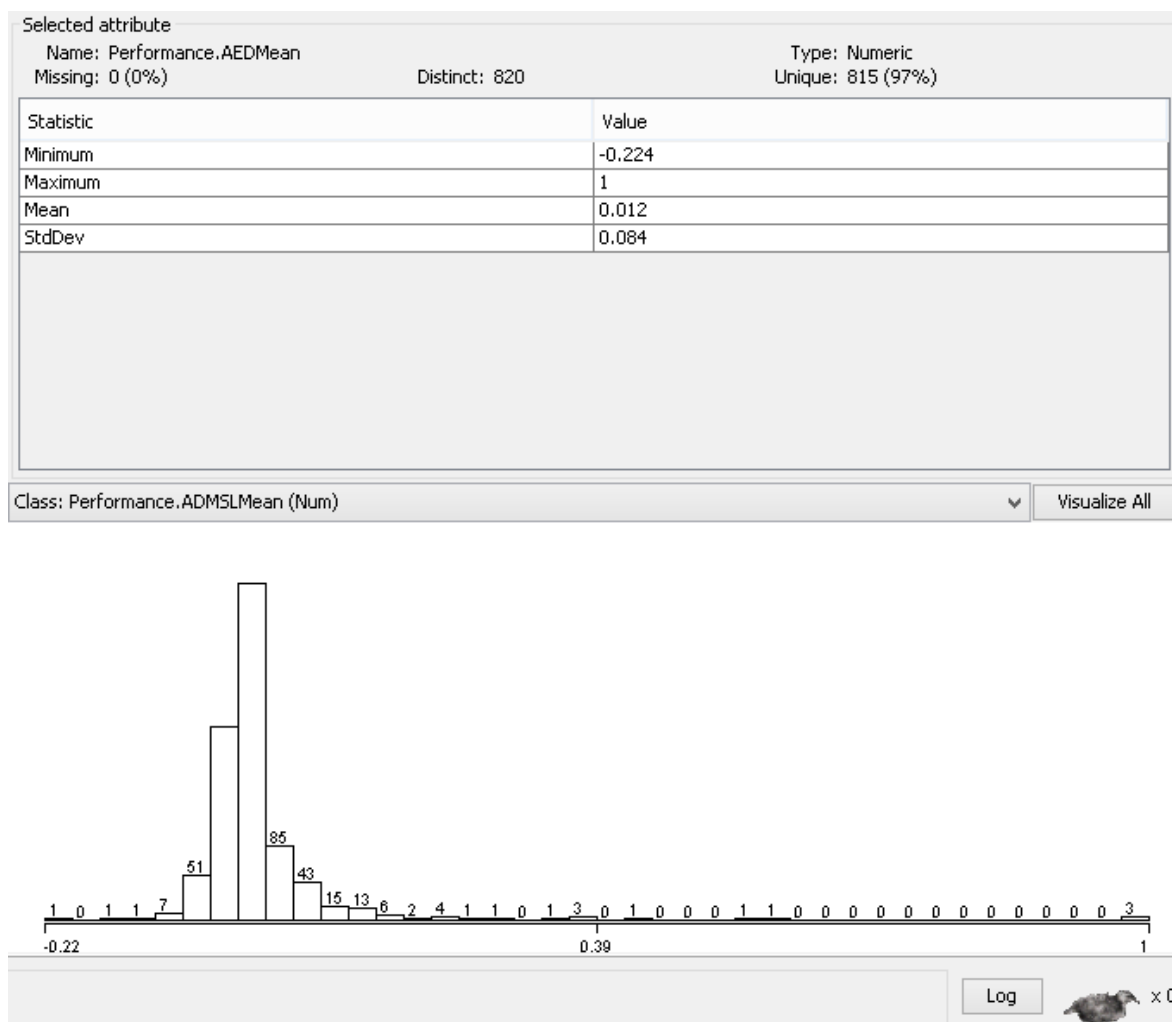 Selected attribute
Name: Performance.AEDMean Type: Numeric
Missing: 0 (0%) Distinct: 820 Unique: 815 (97%)
Statistic Value
Minimum -0.224
Maximum 1
Mean 0.012
StdDev 0.084
Class: Performance.ADMSLMean (Num) Visualize All
85
51 43
1 0 1 1 7 15 13 6 2 4 1 1 0 1 3 0 1 0 0 0 1 1 0 0 0 0 0 0 0 0 0 0 0 0 3
-0.22 0.39 1
Log x 0